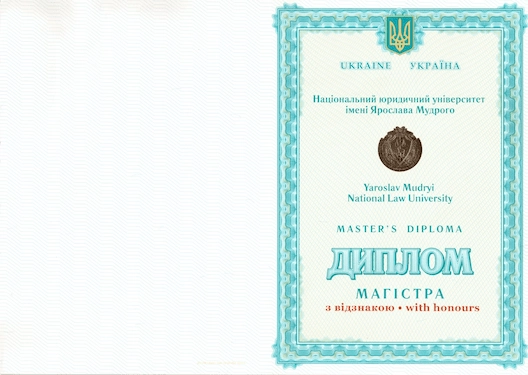 UKRAINE УКРАЇНА
Національний юридичний університет
імені Ярослава Мудрого
Yaroslav Mudryi
National Law University
MASTER'S DIPLOMA
ДИПЛОМ
МАГІСТРА
з відзнакою • with honours